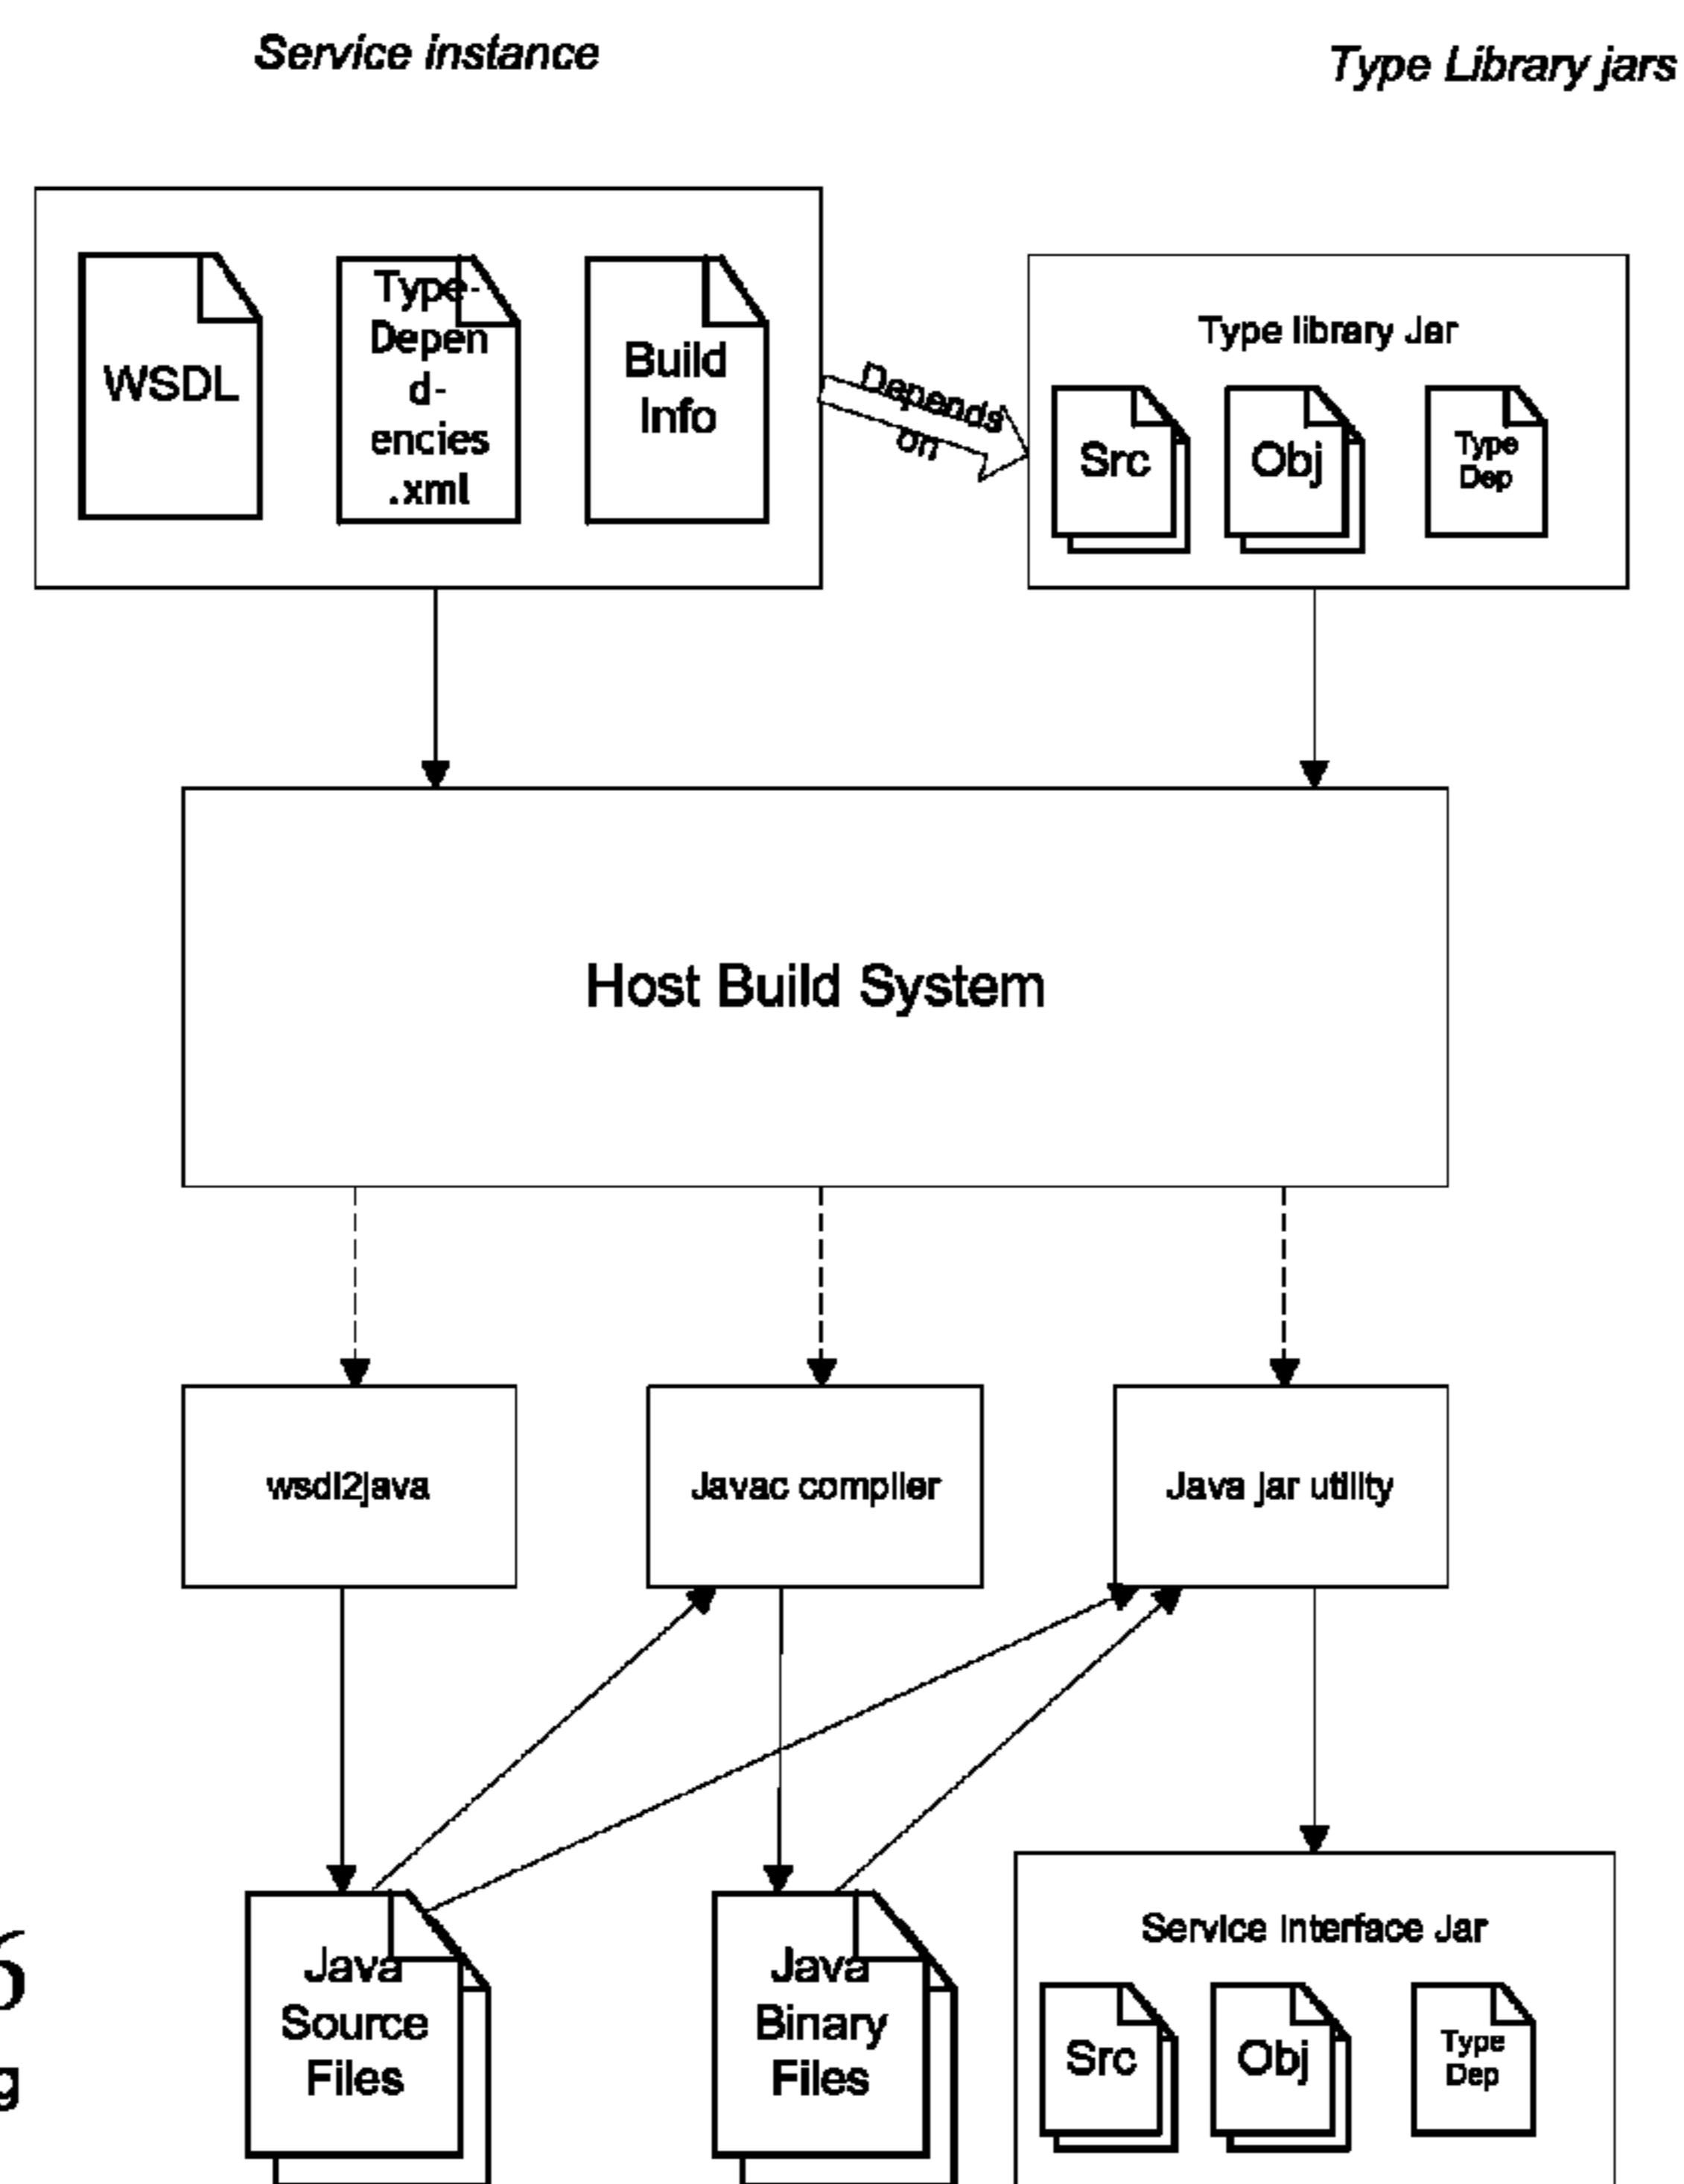 Service instance
Type Library jars
WSDL
Type-
Depen
d-
encies
.xml
Build
Info
Depends
on
Type library Jar
Src
Obj
Type
Dep
Host Build System
wsdl2java
Javac compiler
Java jar utility
Java
Source
Files
Java
Binary
Files
Service Interface Jar
Src
Obj
Type
Dep
6
g